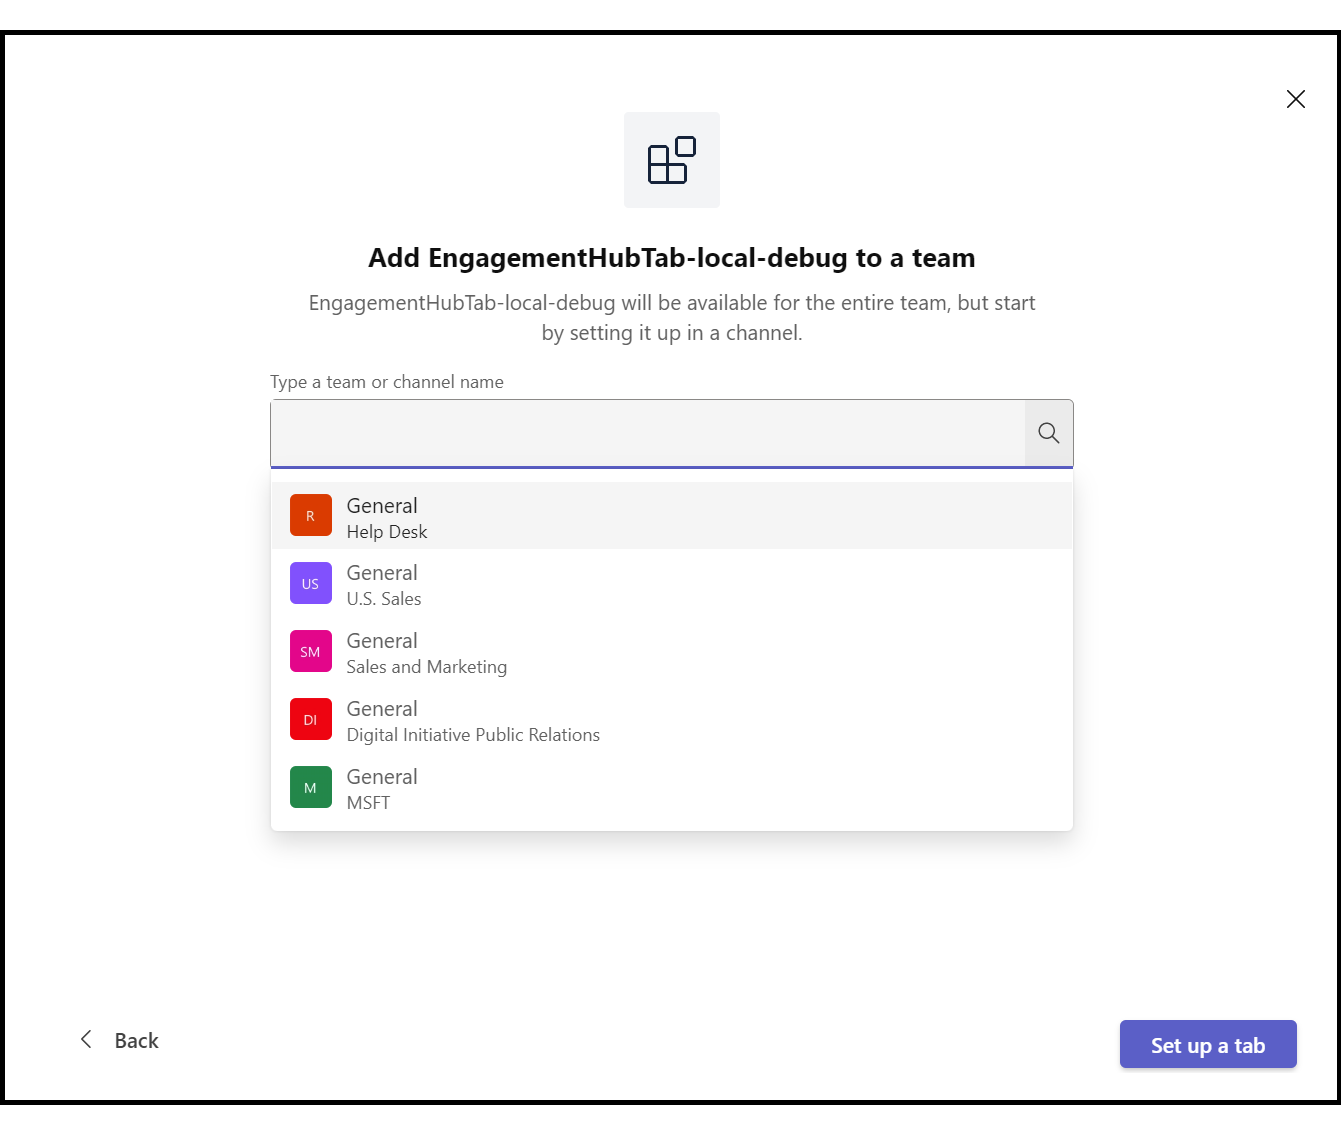 Add EngagementHubTab-local-debug to a team
EngagementHubTab-local-debug will be available for the entire team, but start
by setting it up in a channel.
Type a team or channel name
R
General
Help Desk
US
General
U.S. Sales
SM
General
Sales and Marketing
DI
General
Digital Initiative Public Relations
M
General
MSFT
Back
Set up a tab